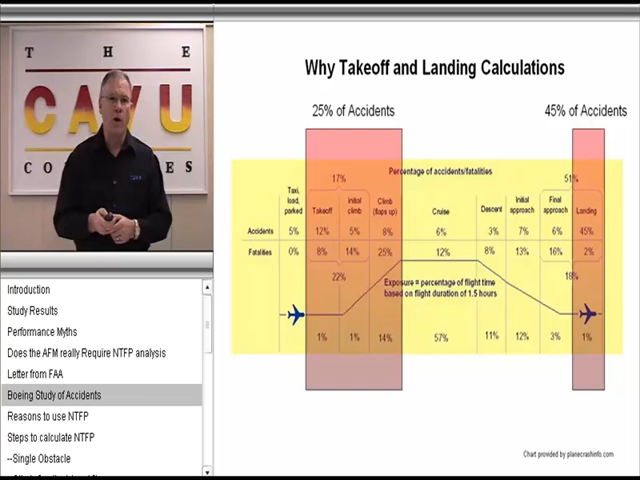 THE
CAVU
COMPANIES
Introduction
Study Results
Performance Myths
Does the AFM really Require NTFP analysis
Letter from FAA
Boeing Study of Accidents
Reasons to use NTFP
Steps to calculate NTFP
--Single Obstacle
Why Takeoff and Landing Calculations
25% of Accidents 45% of Accidents
Percentage of accidents/fatalities
17% 51%
Taxi, load, parked Takeoff Initial climb Climb (flaps up) Cruise Descent Initial approach Final approach Landing
Accidents 5% 12% 5% 8% 6% 3% 7% 6% 45%
Fatalities 0% 8% 14% 25% 12% 8% 13% 16% 2%
22% 18%
Exposure = percentage of flight time
based on flight duration of 1.5 hours
1% 1% 14% 57% 11% 12% 3% 1%
Chart provided by planecrashinfo.com